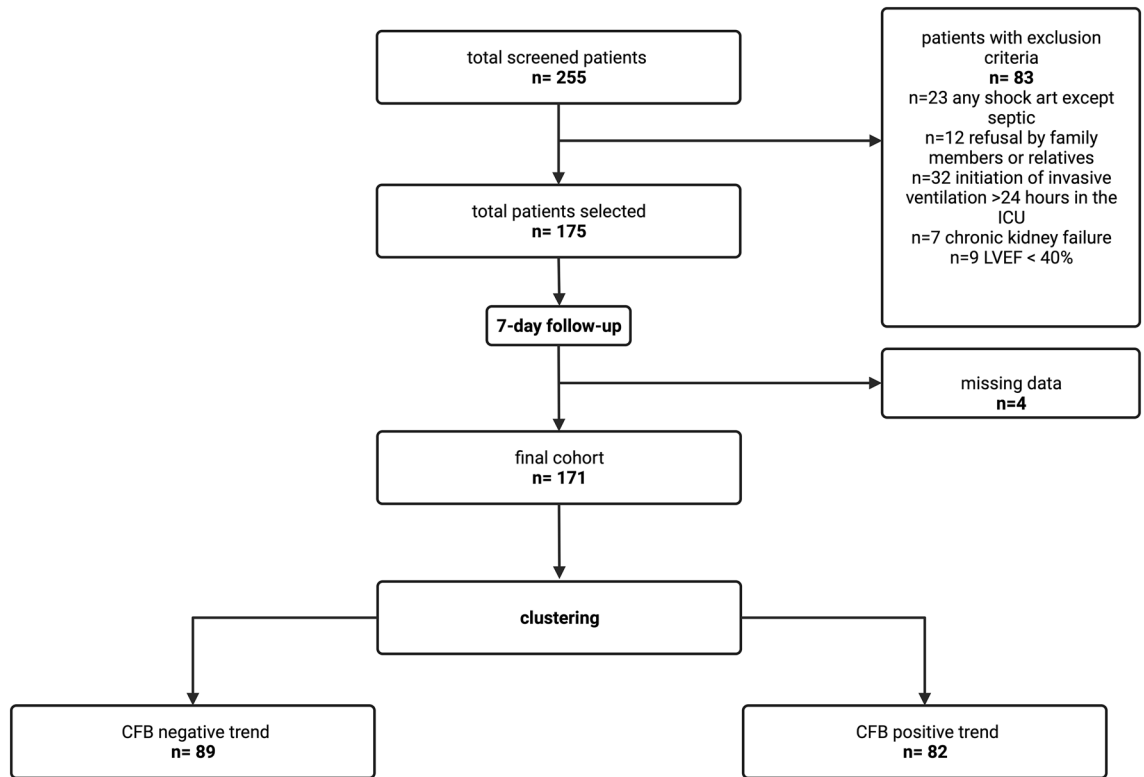 total screened patients
n= 255
patients with exclusion
criteria
n= 83
n=23 any shock art except
septic
n=12 refusal by family
members or relatives
n=32 initiation of invasive
ventilation >24 hours in the
ICU
n=7 chronic kidney failure
n=9 LVEF < 40%
total patients selected
n= 175
7-day follow-up
missing data
n=4
final cohort
n= 171
clustering
CFB negative trend
n= 89
CFB positive trend
n= 82